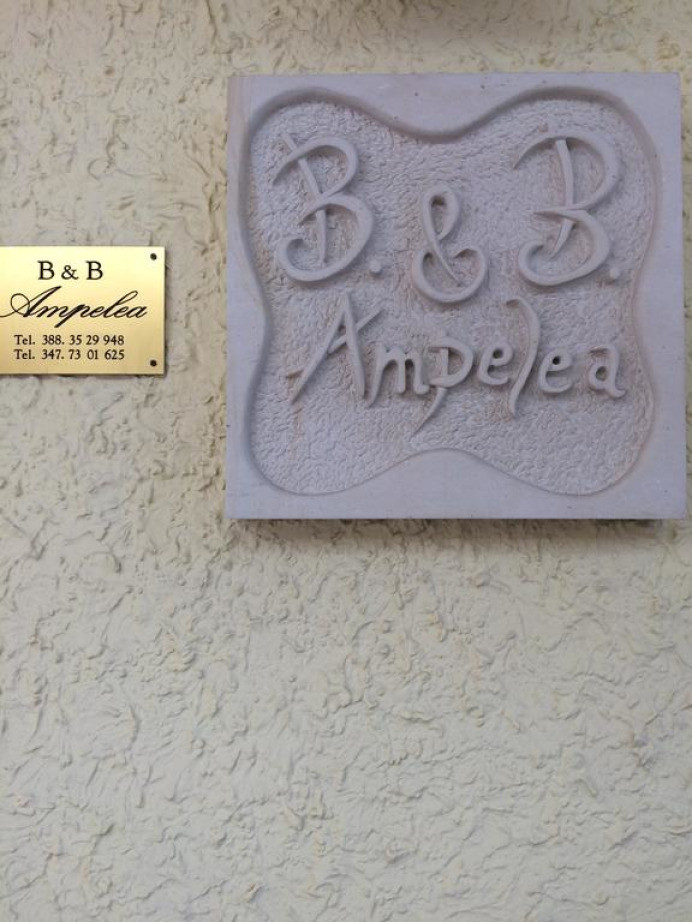 B & B
Ampelea
Tel. 388. 35 29 948
Tel. 347. 73 01 625
B. & B.
Ampelea